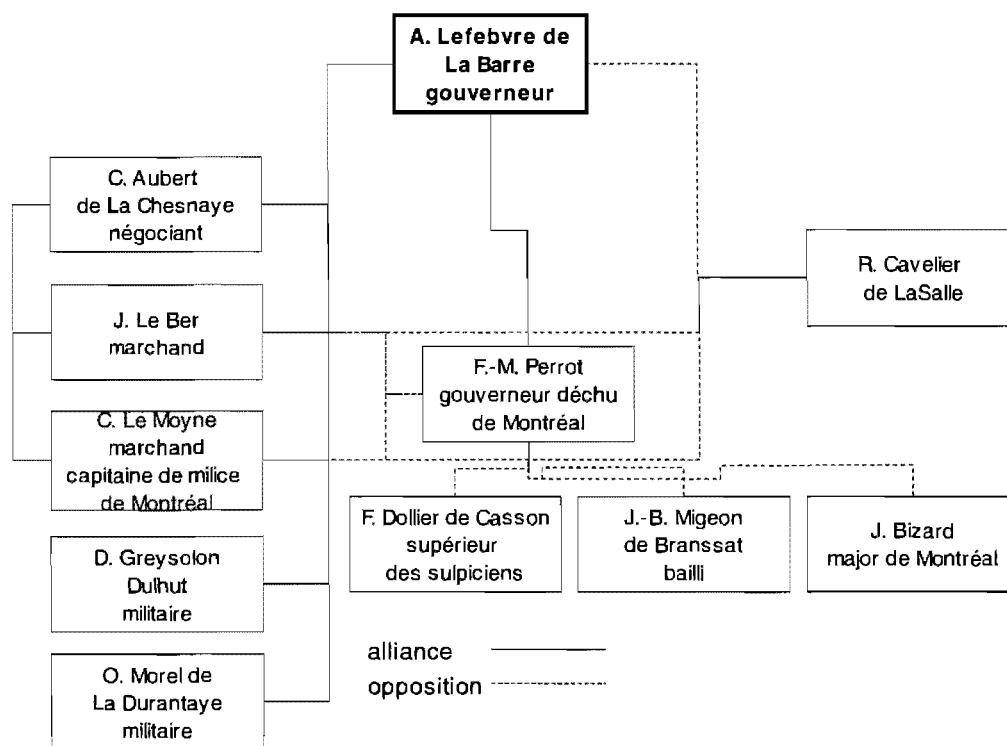 A. Lefebvre de
La Barre
gouverneur
C. Aubert
de La Chesnaye
négociant
J. Le Ber
marchand
C. Le Moyne
marchand
capitaine de milice
de Montréal
D. Greysolon
Dulhut
militaire
O. Morel de
La Durantaye
militaire
R. Cavelier
de LaSalle
F.-M. Perrot
gouverneur déchu
de Montréal
F. Dollier de Casson
supérieur
des sulpiciens
J.-B. Migeon
de Branssat
bailli
J. Bizard
major de Montréal
alliance
opposition